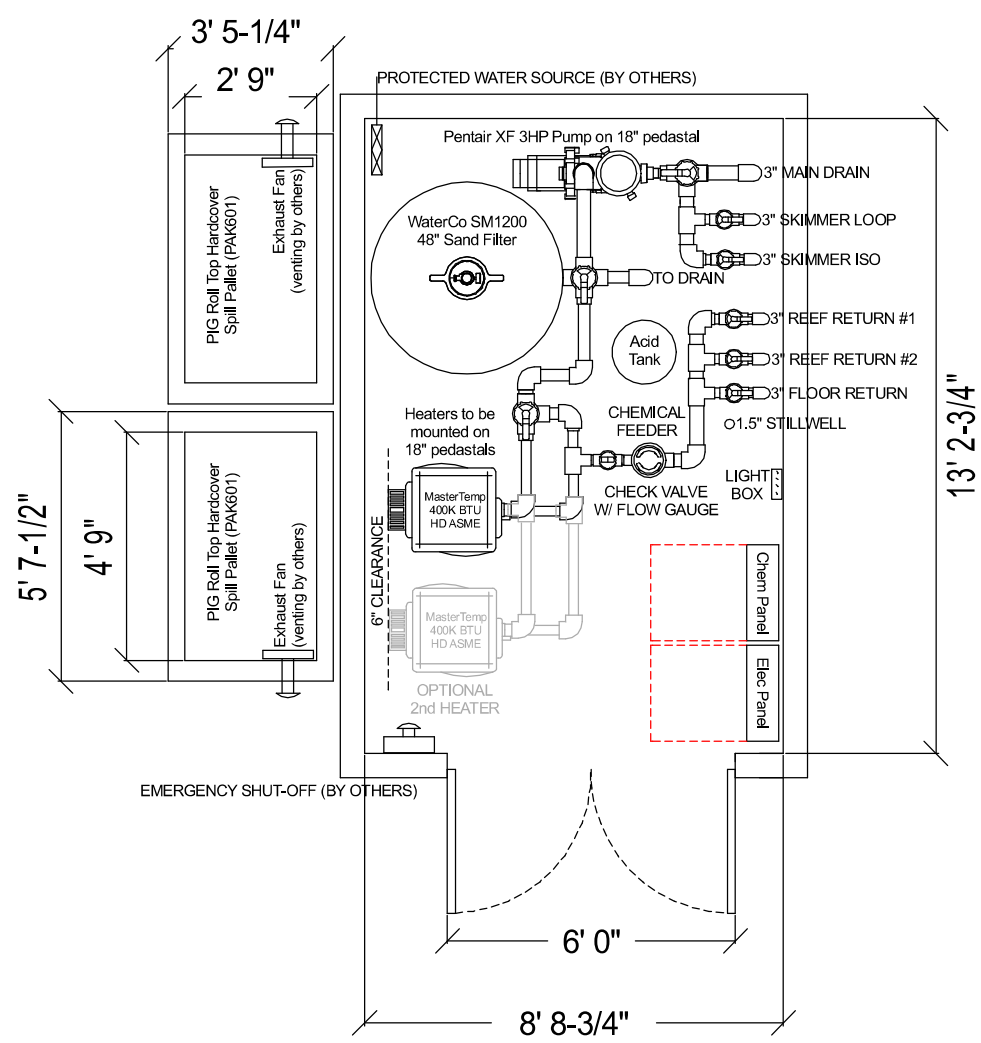 3' 5-1/4"
2' 9"
PROTECTED WATER SOURCE (BY OTHERS)
Pentair XF 3HP Pump on 18" pedestal
3" MAIN DRAIN
3" SKIMMER LOOP
3" SKIMMER ISO
TO DRAIN
WaterCo SM1200
48" Sand Filter
PIG Roll Top Hardcover
Spill Pallet (PAK601)
Exhaust Fan
(venting by others)
3" REEF RETURN #1
3" REEF RETURN #2
3" FLOOR RETURN
Acid
Tank
1.5" STILLWELL
13' 2-3/4"
Heaters to be
mounted on
18" pedastals
CHEMICAL
FEEDER
CHECK VALVE
W/ FLOW GAUGE
LIGHT
BOX
MasterTemp
400K BTU
HD ASME
6" CLEARANCE
5' 7-1/2"
4' 9"
PIG Roll Top Hardcover
Spill Pallet (PAK601)
Exhaust Fan
(venting by others)
MasterTemp
400K BTU
HD ASME
OPTIONAL
2nd HEATER
Chem Panel
Elec Panel
EMERGENCY SHUT-OFF (BY OTHERS)
6' 0"
8' 8-3/4"